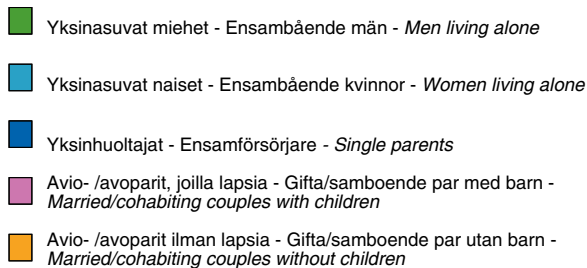 Yksinasuvat miehet - Ensambående män - Men living alone
Yksinasuvat naiset - Ensambående kvinnor - Women living alone
Yksinhuoltajat - Ensamförsörjare - Single parents
Avio- /avoparit, joilla lapsia - Gifta/samboende par med barn -
Married/cohabiting couples with children
Avio- /avoparit ilman lapsia - Gifta/samboende par utan barn -
Married/cohabiting couples without children